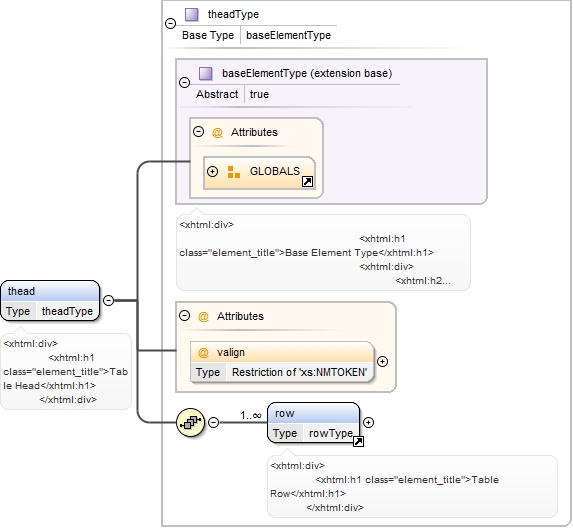 theadType
Base Type baseElementType
baseElementType (extension base)
Abstract true
@ Attributes
GLOBALS
<xhtml:div>
<xhtml:h1
class="element_title">Base Element Type</xhtml:h1>
<xhtml:div>
<xhtml:h2...
thead
Type theadType
<xhtml:div>
<xhtml:h1
class="element_title">Tab
le Head</xhtml:h1>
</xhtml:div>
@ Attributes
@ valign
Type Restriction of 'xs:NMTOKEN'
1..∞
row
Type rowType
<xhtml:div>
<xhtml:h1 class="element_title">Table
Row</xhtml:h1>
</xhtml:div>